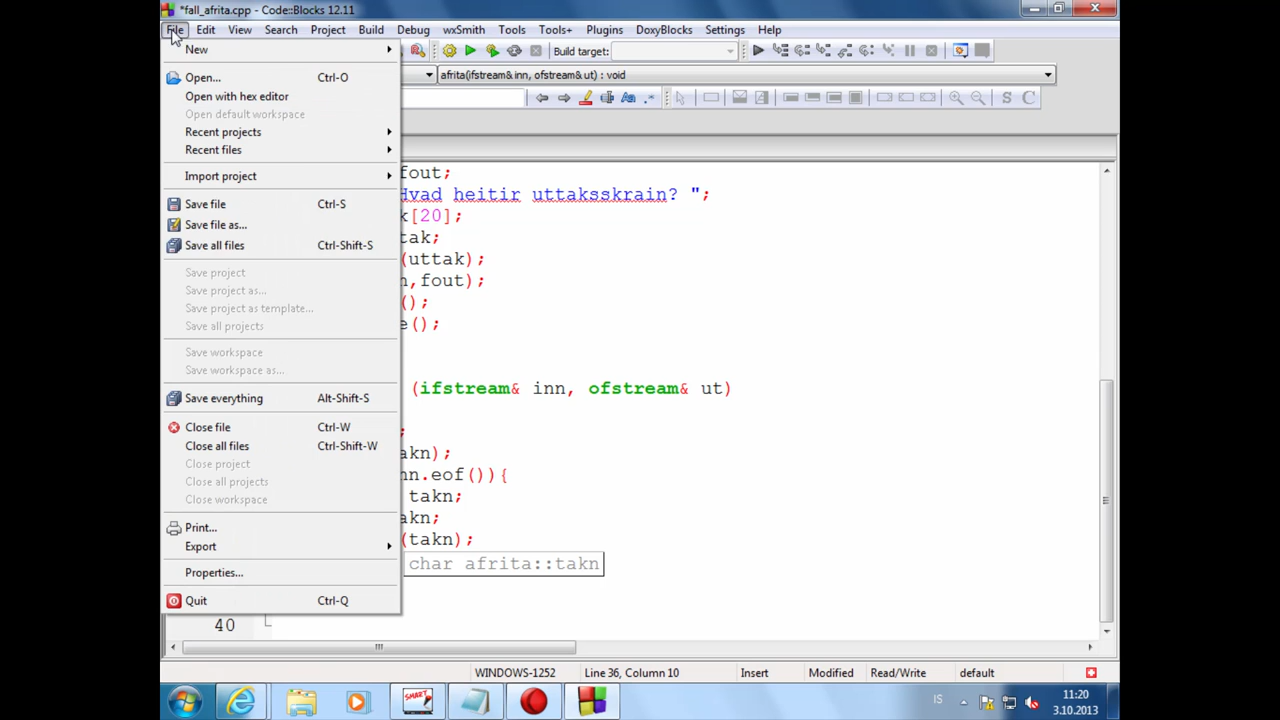 *fall_afrita.cpp - Code::Blocks 12.11
File Edit View Search Project Build Debug wxSmith Tools Tools+ Plugins DoxyBlocks Settings Help
Build target:
afrita(ifstream& inn, ofstream& ut) : void
New
Open... Ctrl-O
Open with hex editor
Open default workspace
Recent projects
Recent files
Import project
Save file Ctrl-S
Save file as...
Save all files Ctrl-Shift-S
Save project
Save project as...
Save project as template...
Save all projects
Save workspace
Save workspace as...
Save everything Alt-Shift-S
Close file Ctrl-W
Close all files Ctrl-Shift-W
Close project
Close all projects
Close workspace
Print...
Export
Properties...
Quit Ctrl-Q
fout;
Hvad heitir uttaksskrain? ";
k[20];
tak;
(uttak);
n,fout);
();
e();
(ifstream& inn, ofstream& ut)
;
akn);
nn.eof()){
takn;
akn;
(takn);
char afrita::takn
40
WINDOWS-1252 Line 36, Column 10 Insert Modified Read/Write default
SMART
IS
11:20
3.10.2013